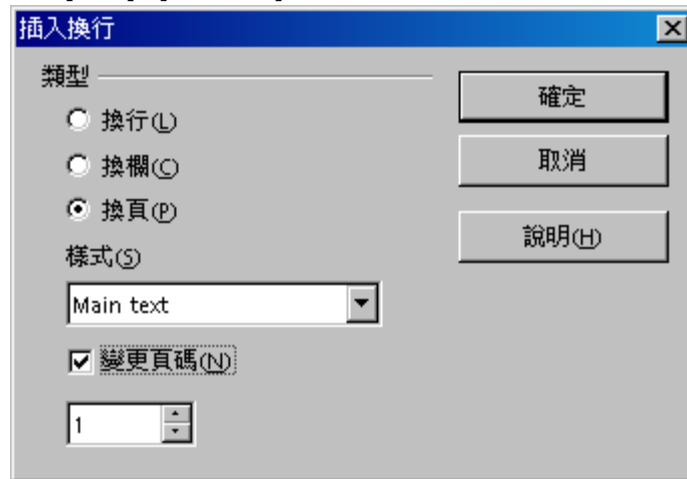 插入換行
類型
換行(L)
換欄(C)
換頁(P)
樣式(S)
Main text
變更頁碼(N)
1
確定
取消
說明(H)